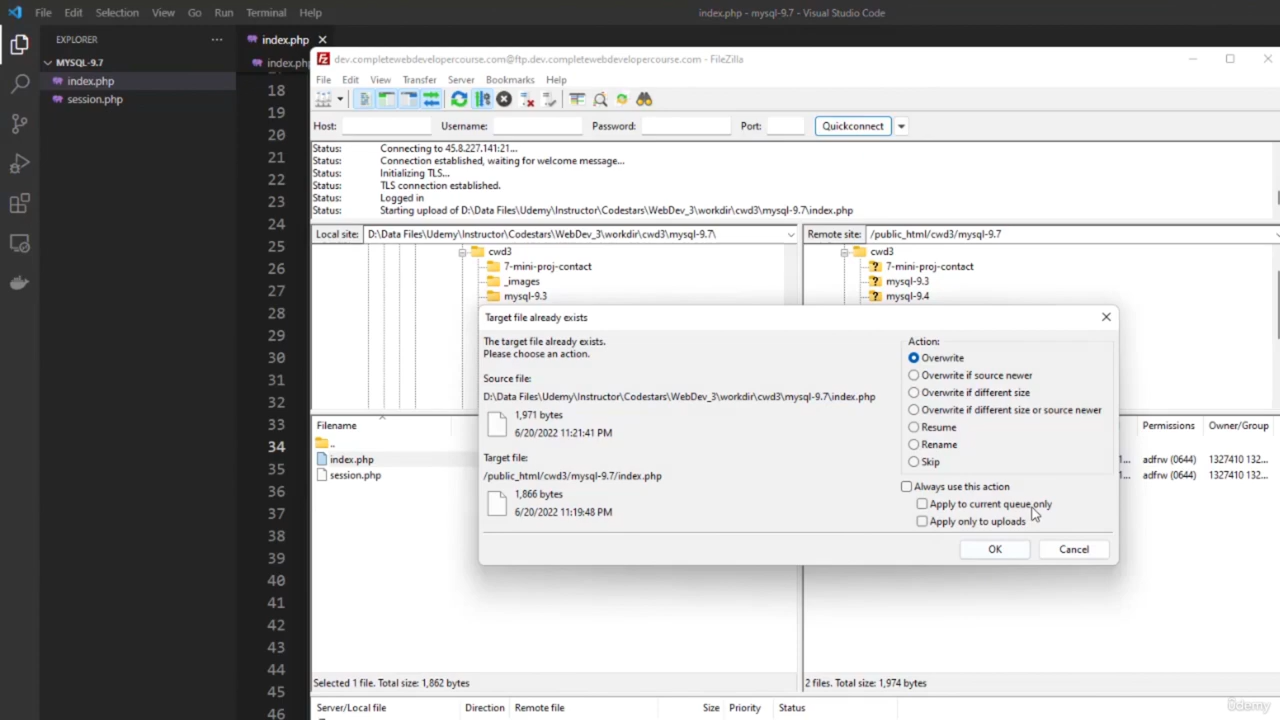 File Edit Selection View Go Run Terminal Help
index.php - mysql-9.7 - Visual Studio Code
EXPLORER ...
MYSQL-9.7
index.php
session.php
index.php
index.ph
18
19
20
21
22
23
24
25
26
27
28
29
30
31
32
33
34
35
36
37
38
39
40
41
42
43
44
45
46
dev.completewebdevelopercourse.com@ftp.dev.completewebdevelopercourse.com - FileZilla
File Edit View Transfer Server Bookmarks Help
Host: Username: Password: Port: Quickconnect
Status: Connecting to 45.8.227.141:21...
Status: Connection established, waiting for welcome message...
Status: Initializing TLS...
Status: TLS connection established.
Status: Logged in
Status: Starting upload of D:\Data Files\Udemy\Instructor\Codestars\WebDev_3\workdir\cwd3\mysql-9.7\index.php
Local site: D:\Data Files\Udemy\Instructor\Codestars\WebDev_3\workdir\cwd3\mysql-9.7\
cwd3
7-mini-proj-contact
_images
mysql-9.3
Remote site: /public_html/cwd3/mysql-9.7
cwd3
7-mini-proj-contact
mysql-9.3
mysql-9.4
Target file already exists
The target file already exists.
Please choose an action.
Source file:
D:\Data Files\Udemy\Instructor\Codestars\WebDev_3\workdir\cwd3\mysql-9.7\index.php
1,971 bytes
6/20/2022 11:21:41 PM
Target file:
/public_html/cwd3/mysql-9.7/index.php
1,866 bytes
6/20/2022 11:19:48 PM
Action:
Overwrite
Overwrite if source newer
Overwrite if different size
Overwrite if different size or source newer
Resume
Rename
Skip
Always use this action
Apply to current queue only
Apply only to uploads
OK Cancel
Filename
..
index.php
session.php
Permissions Owner/Group
1... adfrw (0644) 1327410 132...
1... adfrw (0644) 1327410 132...
Selected 1 file. Total size: 1,862 bytes
2 files. Total size: 1,974 bytes
Server/Local file Direction Remote file Size Priority Status
Udemy